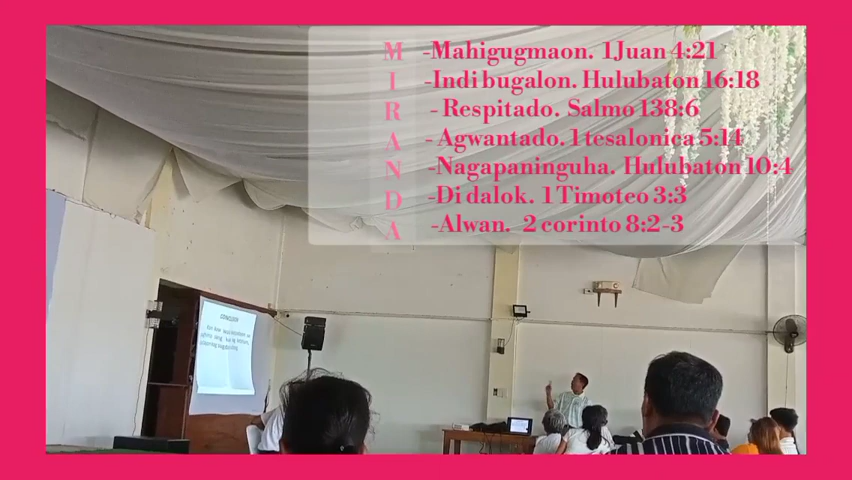 M -Mahigugmaon. 1Juan 4:21
I -Indi bugalon. Hulubaton 16:18
R - Respitado. Salmo 138:6
A - Agwantado. 1 tesalonica 5:14
N -Nagapaninguha. Hulubaton 10:4
D -Di dalok. 1 Timoteo 3:3
A -Alwan. 2 corinto 8:2-3